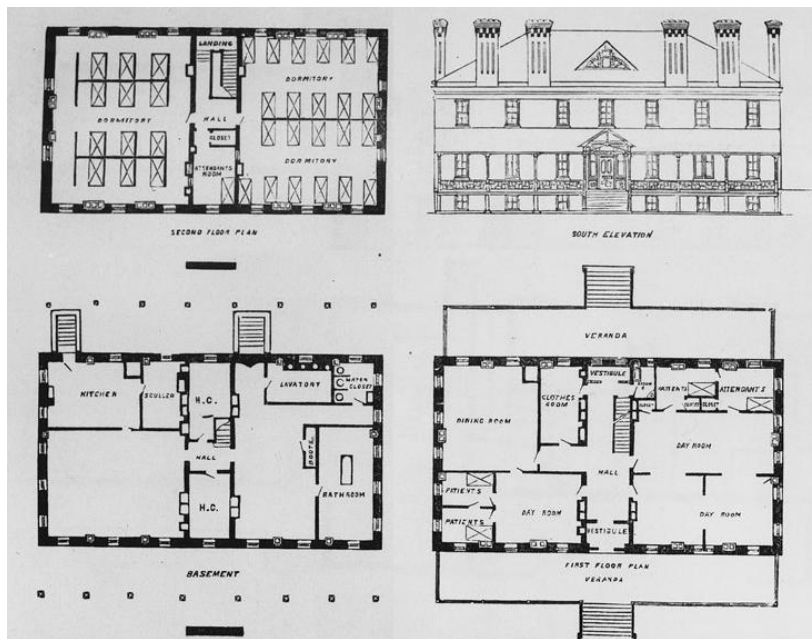 LANDING
DORMITORY
DORMITORY
HALL
CLOSET
DORMITORY
ATTENDANTS
ROOM
SECOND FLOOR PLAN
SOUTH ELEVATION
KITCHEN
SCULLER
H.C.
LAVATORY
WATER
CLOSET
HALL
BOOTS
H.C.
BATHROOM
BASEMENT
VERANDA
VESTIBULE
CLOTHES
ROOM
PATIENTS
ATTENDANTS
CLOSET
DINING ROOM
DAY ROOM
HALL
PATIENTS
PATIENTS
DAY ROOM
DAY ROOM
VESTIBULE
FIRST FLOOR PLAN
VERANDA